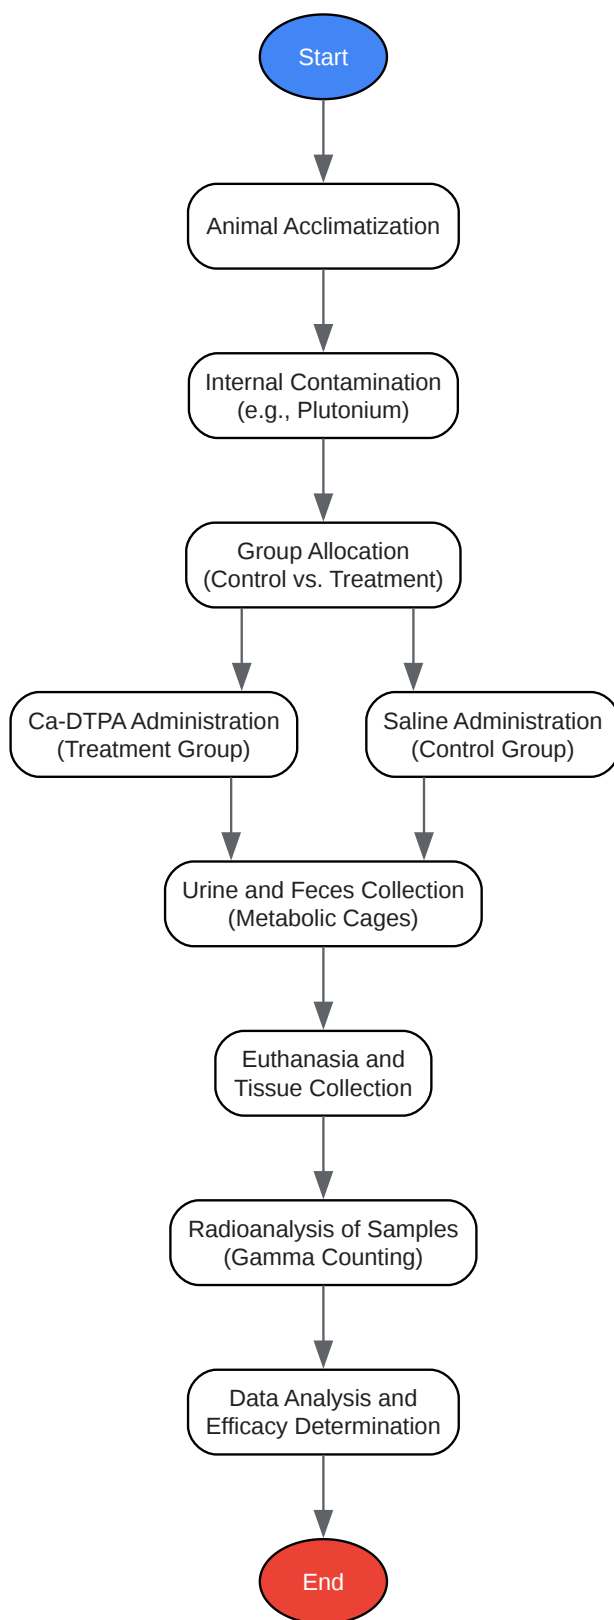 Start
Animal Acclimatization
Internal Contamination
(e.g., Plutonium)
Group Allocation
(Control vs. Treatment)
Ca-DTPA Administration
(Treatment Group)
Saline Administration
(Control Group)
Urine and Feces Collection
(Metabolic Cages)
Euthanasia and
Tissue Collection
Radioanalysis of Samples
(Gamma Counting)
Data Analysis and
Efficacy Determination
End